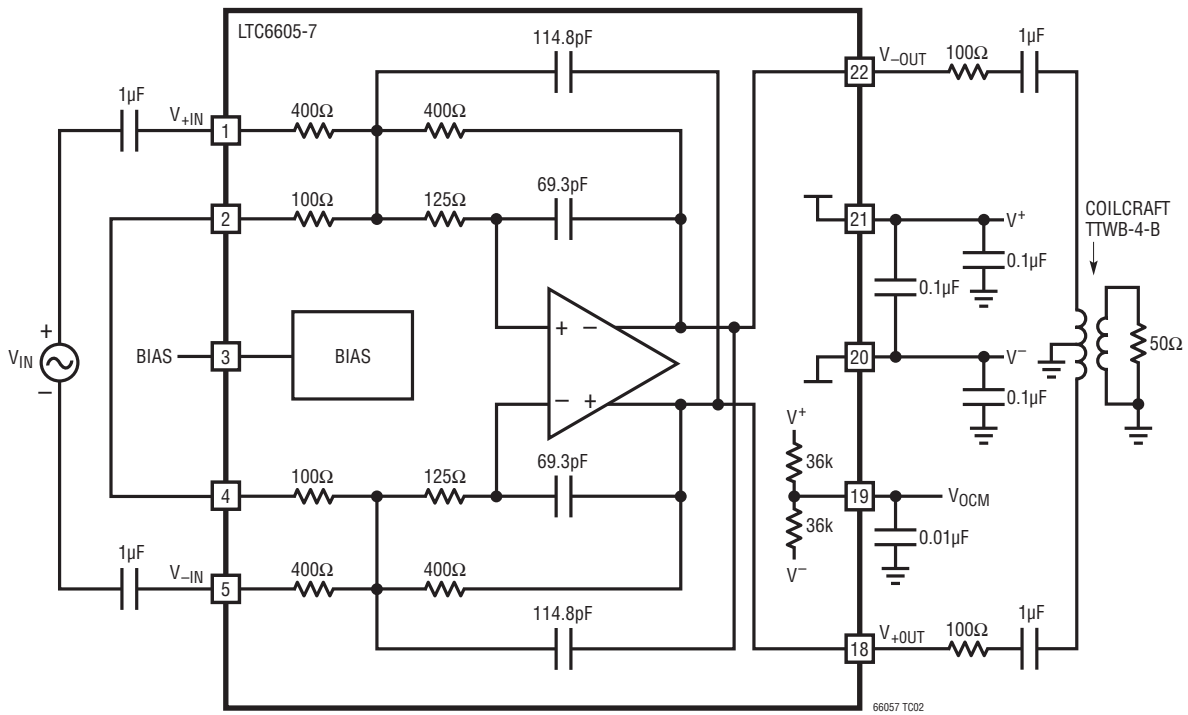 LTC6605-7
114.8pF
22
V–OUT
100Ω
1µF
1µF
V+IN
1
400Ω
400Ω
2
100Ω
125Ω
69.3pF
21
V+
COILCRAFT
TTWB-4-B
0.1µF
0.1µF
+
VIN
–
BIAS
3
BIAS
+ –
– +
20
V–
50Ω
0.1µF
V+
36k
4
100Ω
125Ω
69.3pF
19
VOCM
36k
0.01µF
V–
1µF
V–IN
5
400Ω
400Ω
114.8pF
18
V+OUT
100Ω
1µF
66057 TC02